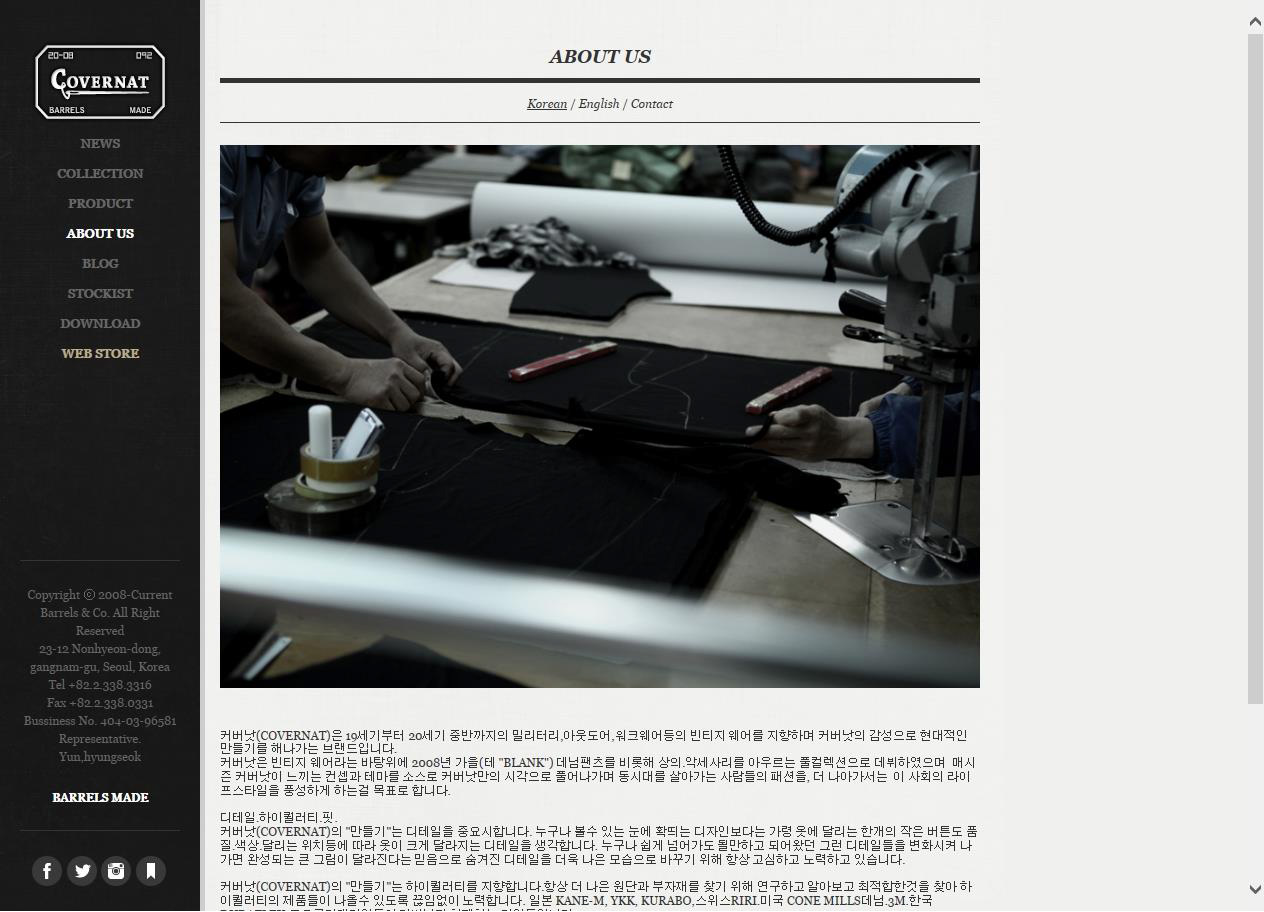 20-08 092
COVERNAT
BARRELS MADE
NEWS
COLLECTION
PRODUCT
ABOUT US
BLOG
STOCKIST
DOWNLOAD
WEB STORE
Copyright ⓒ 2008-Current
Barrels & Co. All Right
Reserved
23-12 Nonhyeon-dong,
gangnam-gu, Seoul, Korea
Tel +82.2.338.3316
Fax +82.2.338.0331
Bussiness No. 404-03-96581
Representative.
Yun,hyungseok
BARRELS MADE
ABOUT US
Korean / English / Contact
커버낫(COVERNAT)은 19세기부터 20세기 중반까지의 밀리터리,아웃도어,워크웨어등의 빈티지 웨어를 지향하며 커버낫의 감성으로 현대적인
만들기를 해나가는 브랜드입니다.
커버낫은 빈티지 웨어라는 바탕위에 2008년 가을(테 "BLANK") 데님팬츠를 비롯해 상의.악세사리를 아우르는 풀컬렉션으로 데뷔하였으며 매시
즌 커버낫이 느끼는 컨셉과 테마를 소스로 커버낫만의 시각으로 풀어나가며 동시대를 살아가는 사람들의 패션을, 더 나아가서는 이 사회의 라이
프스타일을 풍성하게 하는걸 목표로 합니다.
디테일.하이퀄러티.핏.
커버낫(COVERNAT)의 "만들기"는 디테일을 중요시합니다. 누구나 볼수 있는 눈에 확띄는 디자인보다는 가령 옷에 달리는 한개의 작은 버튼도 품
질.색상.달리는 위치등에 따라 옷이 크게 달라지는 디테일을 생각합니다. 누구나 쉽게 넘어가도 될만하고 되어왔던 그런 디테일들을 변화시켜 나
가면 완성되는 큰 그림이 달라진다는 믿음으로 숨겨진 디테일을 더욱 나은 모습으로 바꾸기 위해 항상 고심하고 노력하고 있습니다.
커버낫(COVERNAT)의 "만들기"는 하이퀄러티를 지향합니다.항상 더 나은 원단과 부자재를 찾기 위해 연구하고 알아보고 최적합한것을 찾아 하
이퀄러티의 제품들이 나올수 있도록 끊임없이 노력합니다. 일본 KANE-M, YKK, KURABO,스위스RIRI.미국 CONE MILLS데님.3M.한국